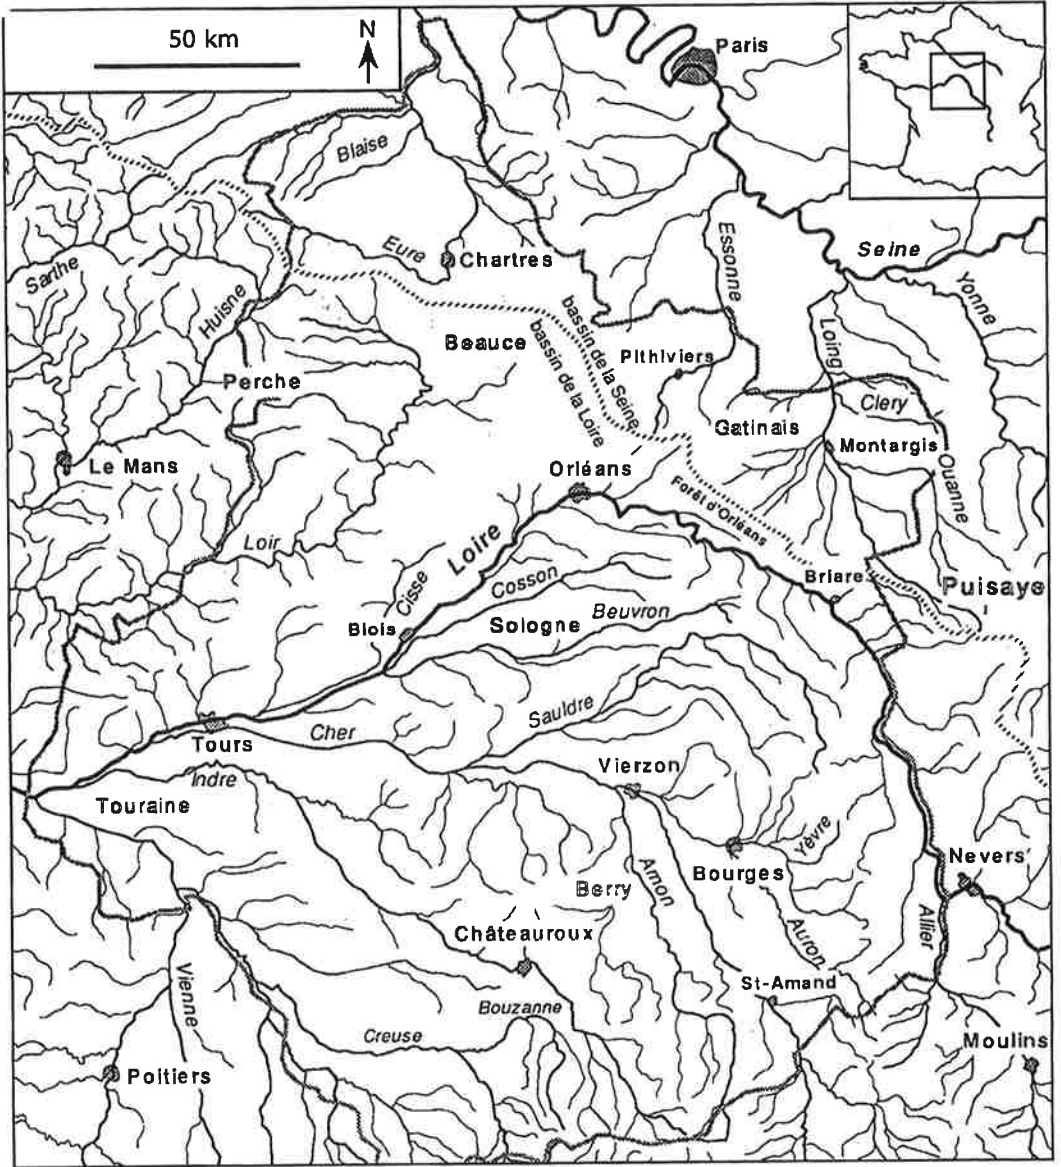 50 km
N
Paris
Blaise
Eure
Chartres
Essonne
Seine
Yonne
Sarthe
Huisne
bassin de la Seine
bassin de la Loire
Beauce
Pithiviers
Loing
Perche
Clery
Gatinais
Montargis
Le Mans
Orléans
Ouanne
Forêt d'Orléans
Loir
Loire
Cisse
Cosson
Briare
Puisaye
Beuvron
Blois
Sologne
Sauldre
Tours
Cher
Indre
Vierzon
Touraine
Yèvre
Bourges
Nevers
Berry
Arnon
Auron
Allier
Châteauroux
St-Amand
Vienne
Bouzanne
Creuse
Moulins
Poitiers